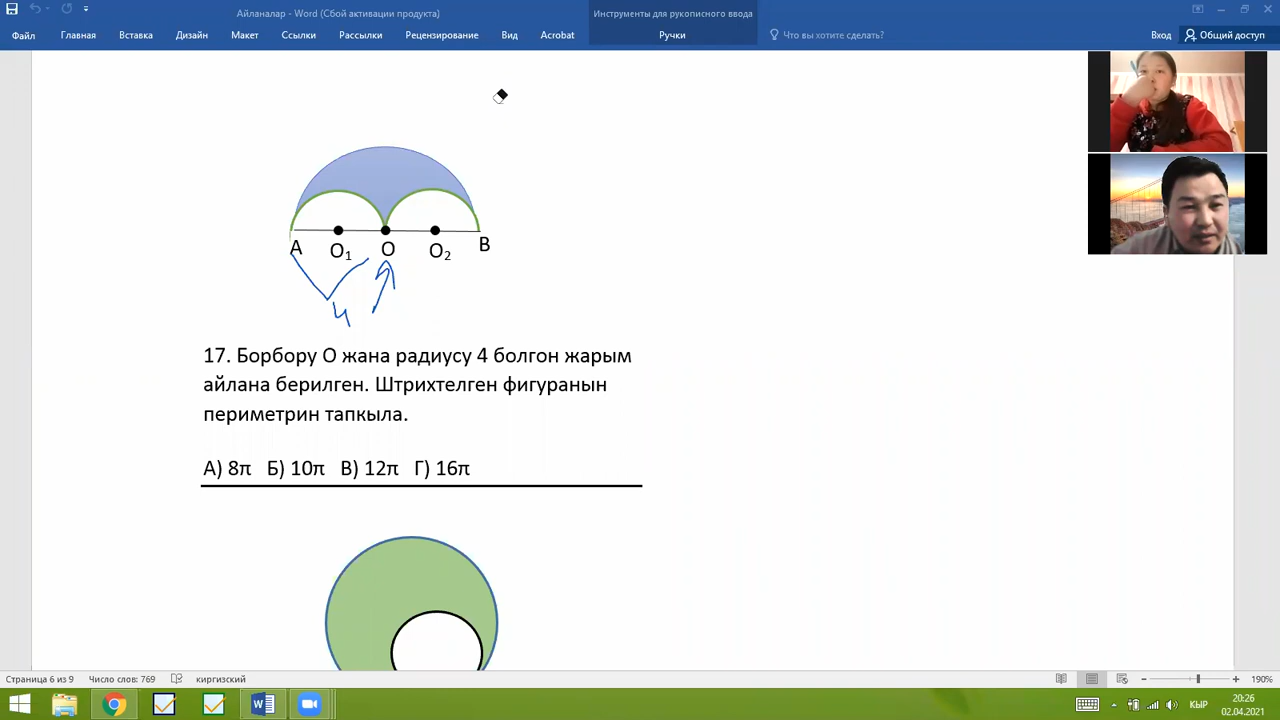 Айланалар - Word (Сбой активации продукта)
Инструменты для рукописного ввода
Файл Главная Вставка Дизайн Макет Ссылки Рассылки Рецензирование Вид Acrobat Ручки Что вы хотите сделать? Вход Общий доступ
A O1 O O2 B
4
17. Борбору О жана радиусу 4 болгон жарым
айлана берилген. Штрихтелген фигуранын
периметрин тапкыла.
А) 8π Б) 10π В) 12π Г) 16π
Страница 6 из 9 Число слов: 769 киргизский 190%
20:26
КЫР
02.04.2021